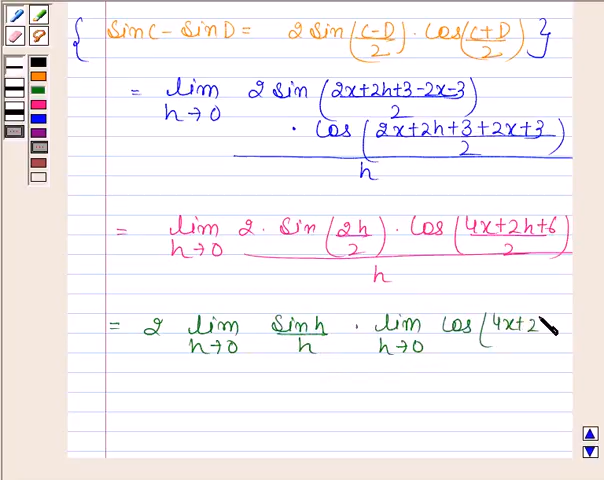 { sin C - sin D = 2 sin ((C-D)/2) · cos ((C+D)/2) }
= lim h→0 2 sin ((2x+2h+3-2x-3)/2)
· cos ((2x+2h+3+2x+3)/2)
h
= lim h→0 2 · sin (2h/2) · cos ((4x+2h+6)/2)
h
= 2 lim h→0 sin h/h · lim h→0 cos (4x+2